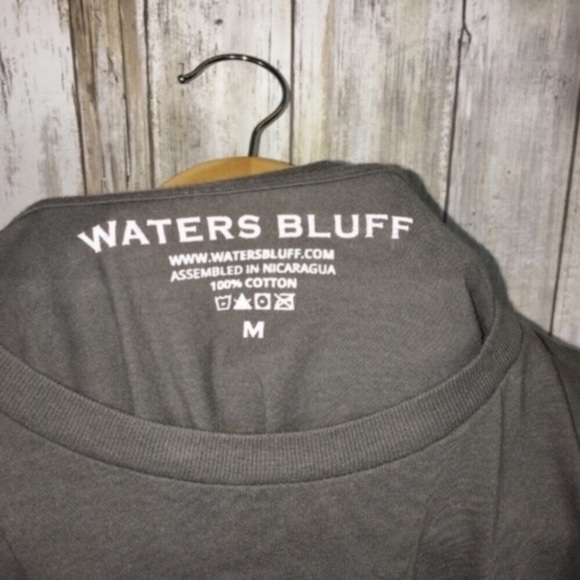 WATERS BLUFF
WWW.WATERSBLUFF.COM
ASSEMBLED IN NICARAGUA
100% COTTON
M